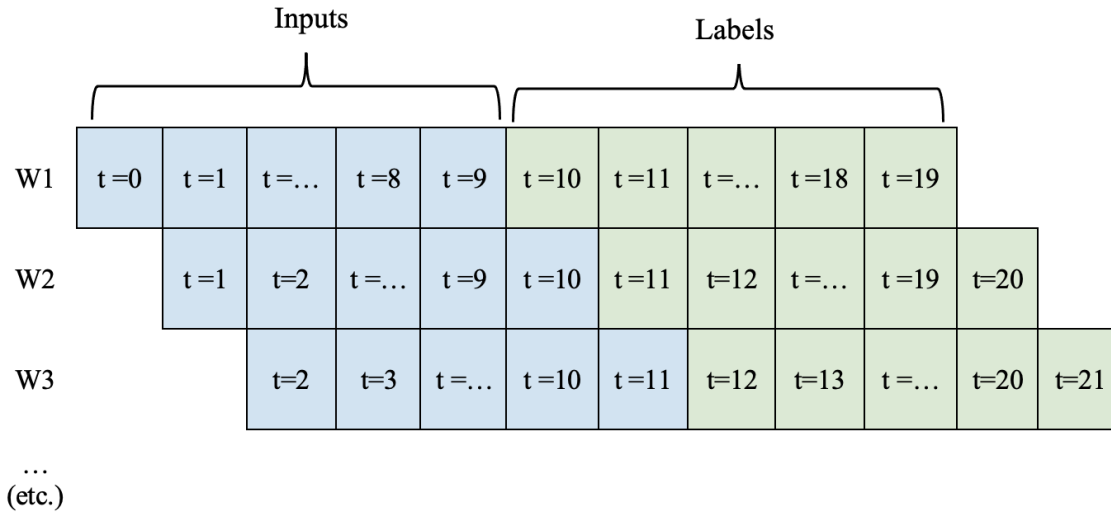 Inputs
Labels
W1 t =0 t =1 t =… t =8 t =9 t =10 t =11 t =… t =18 t =19
W2 t =1 t=2 t =… t =9 t =10 t =11 t=12 t =… t =19 t=20
W3 t=2 t=3 t =… t =10 t =11 t=12 t=13 t =… t=20 t=21
…
(etc.)